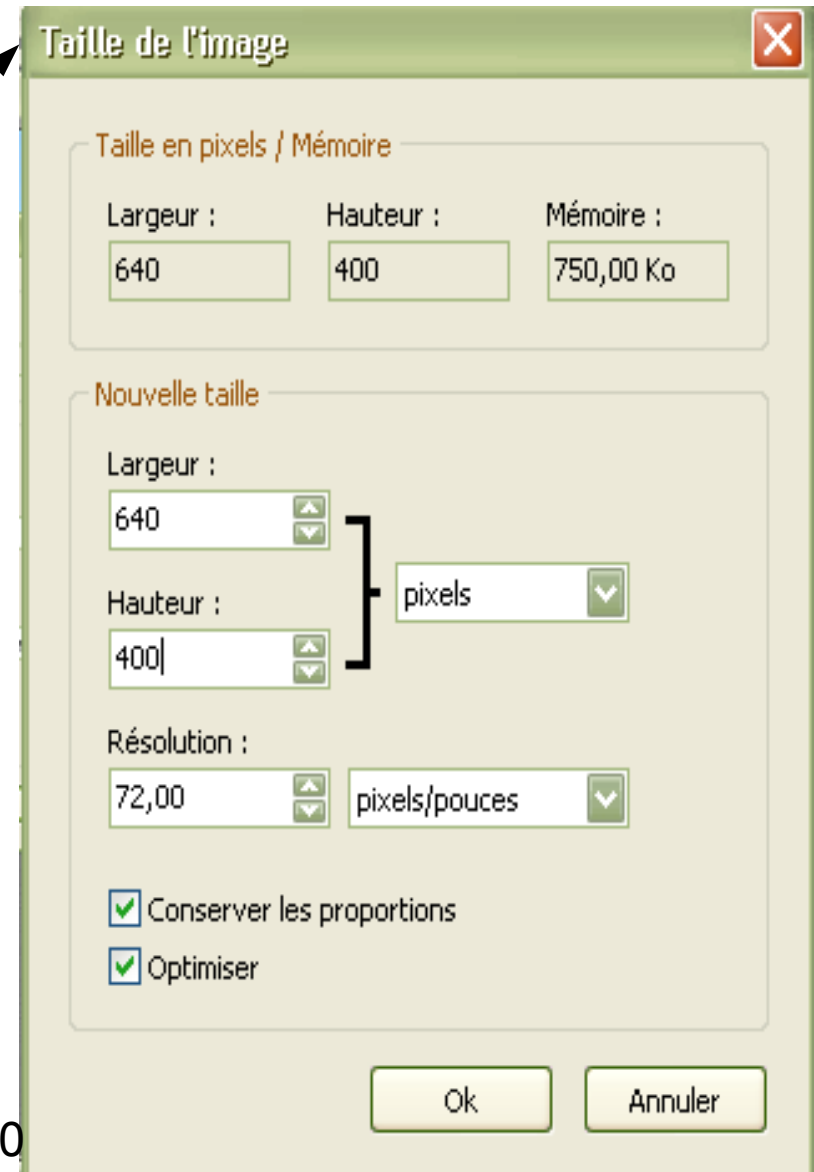 Taille de l'image
Taille en pixels / Mémoire
Largeur : Hauteur : Mémoire :
640 400 750,00 Ko
Nouvelle taille
Largeur :
640
pixels
Hauteur :
400
Résolution :
72,00 pixels/pouces
Conserver les proportions
Optimiser
Ok Annuler
0